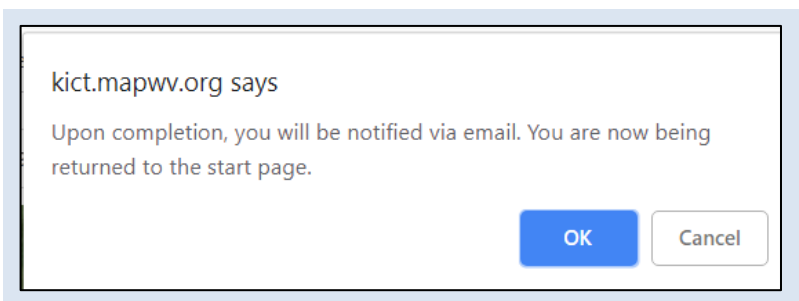 kict.mapwv.org says
Upon completion, you will be notified via email. You are now being
returned to the start page.
OK Cancel